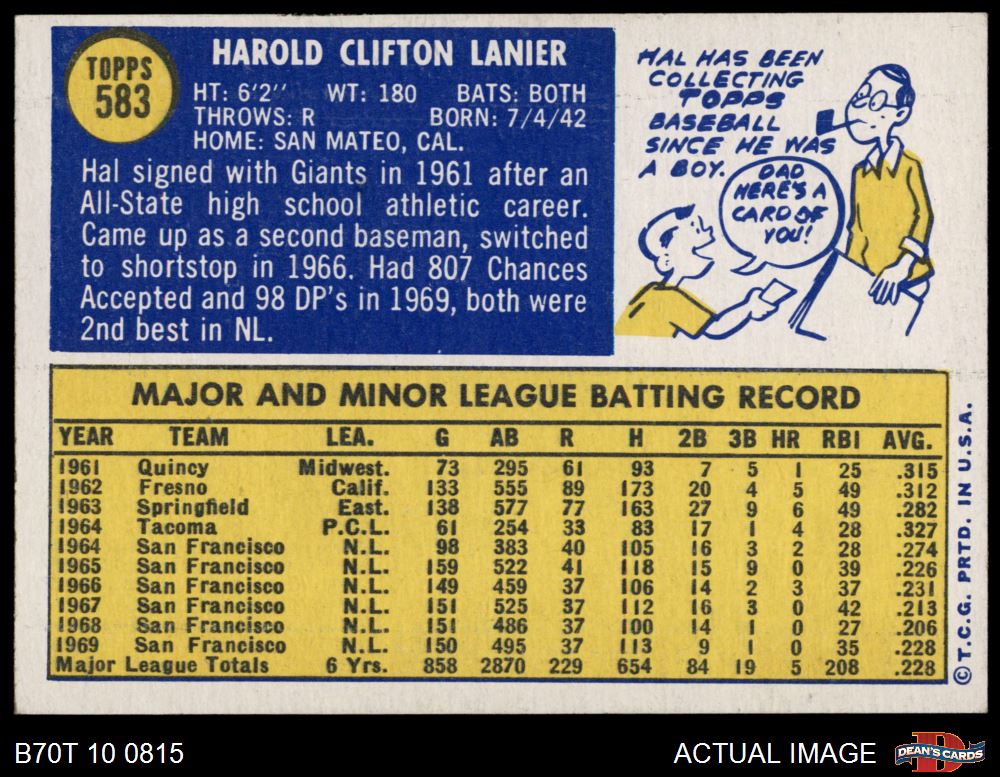 TOPPS
583
HAROLD CLIFTON LANIER
HT: 6'2" WT: 180 BATS: BOTH
THROWS: R BORN: 7/4/42
HOME: SAN MATEO, CAL.
Hal signed with Giants in 1961 after an
All-State high school athletic career.
Came up as a second baseman, switched
to shortstop in 1966. Had 807 Chances
Accepted and 98 DP's in 1969, both were
2nd best in NL.
HAL HAS BEEN
COLLECTING
TOPPS
BASEBALL
SINCE HE WAS
A BOY.
DAD
HERE'S A
CARD OF
YOU!
MAJOR AND MINOR LEAGUE BATTING RECORD
YEAR TEAM LEA. G AB R H 2B 3B HR RBI AVG.
1961 Quincy Midwest. 73 295 61 93 7 5 1 25 .315
1962 Fresno Calif. 133 555 89 173 20 4 5 49 .312
1963 Springfield East. 138 577 77 163 27 9 6 49 .282
1964 Tacoma P.C.L. 61 254 33 83 17 1 4 28 .327
1964 San Francisco N.L. 98 383 40 105 16 3 2 28 .274
1965 San Francisco N.L. 159 522 41 118 15 9 0 39 .226
1966 San Francisco N.L. 149 459 37 106 14 2 3 37 .231
1967 San Francisco N.L. 151 525 37 112 16 3 0 42 .213
1968 San Francisco N.L. 151 486 37 100 14 1 0 27 .206
1969 San Francisco N.L. 150 495 37 113 9 1 0 35 .228
Major League Totals 6 Yrs. 858 2870 229 654 84 19 5 208 .228
© T.C.G. PRTD. IN U.S.A.
B70T 10 0815
ACTUAL IMAGE
D
DEAN'S CARDS